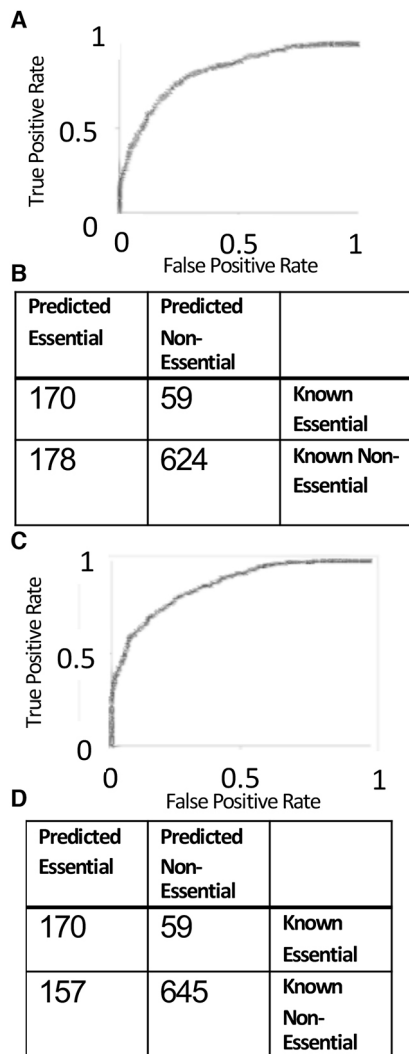 A
1
0.5
0
True Positive Rate
0
0.5
1
False Positive Rate
B
Predicted
Essential
Predicted
Non-
Essential
170
59
Known
Essential
178
624
Known Non-
Essential
C
1
0.5
0
True Positive Rate
0
0.5
1
False Positive Rate
D
Predicted
Essential
Predicted
Non-
Essential
170
59
Known
Essential
157
645
Known
Non-
Essential